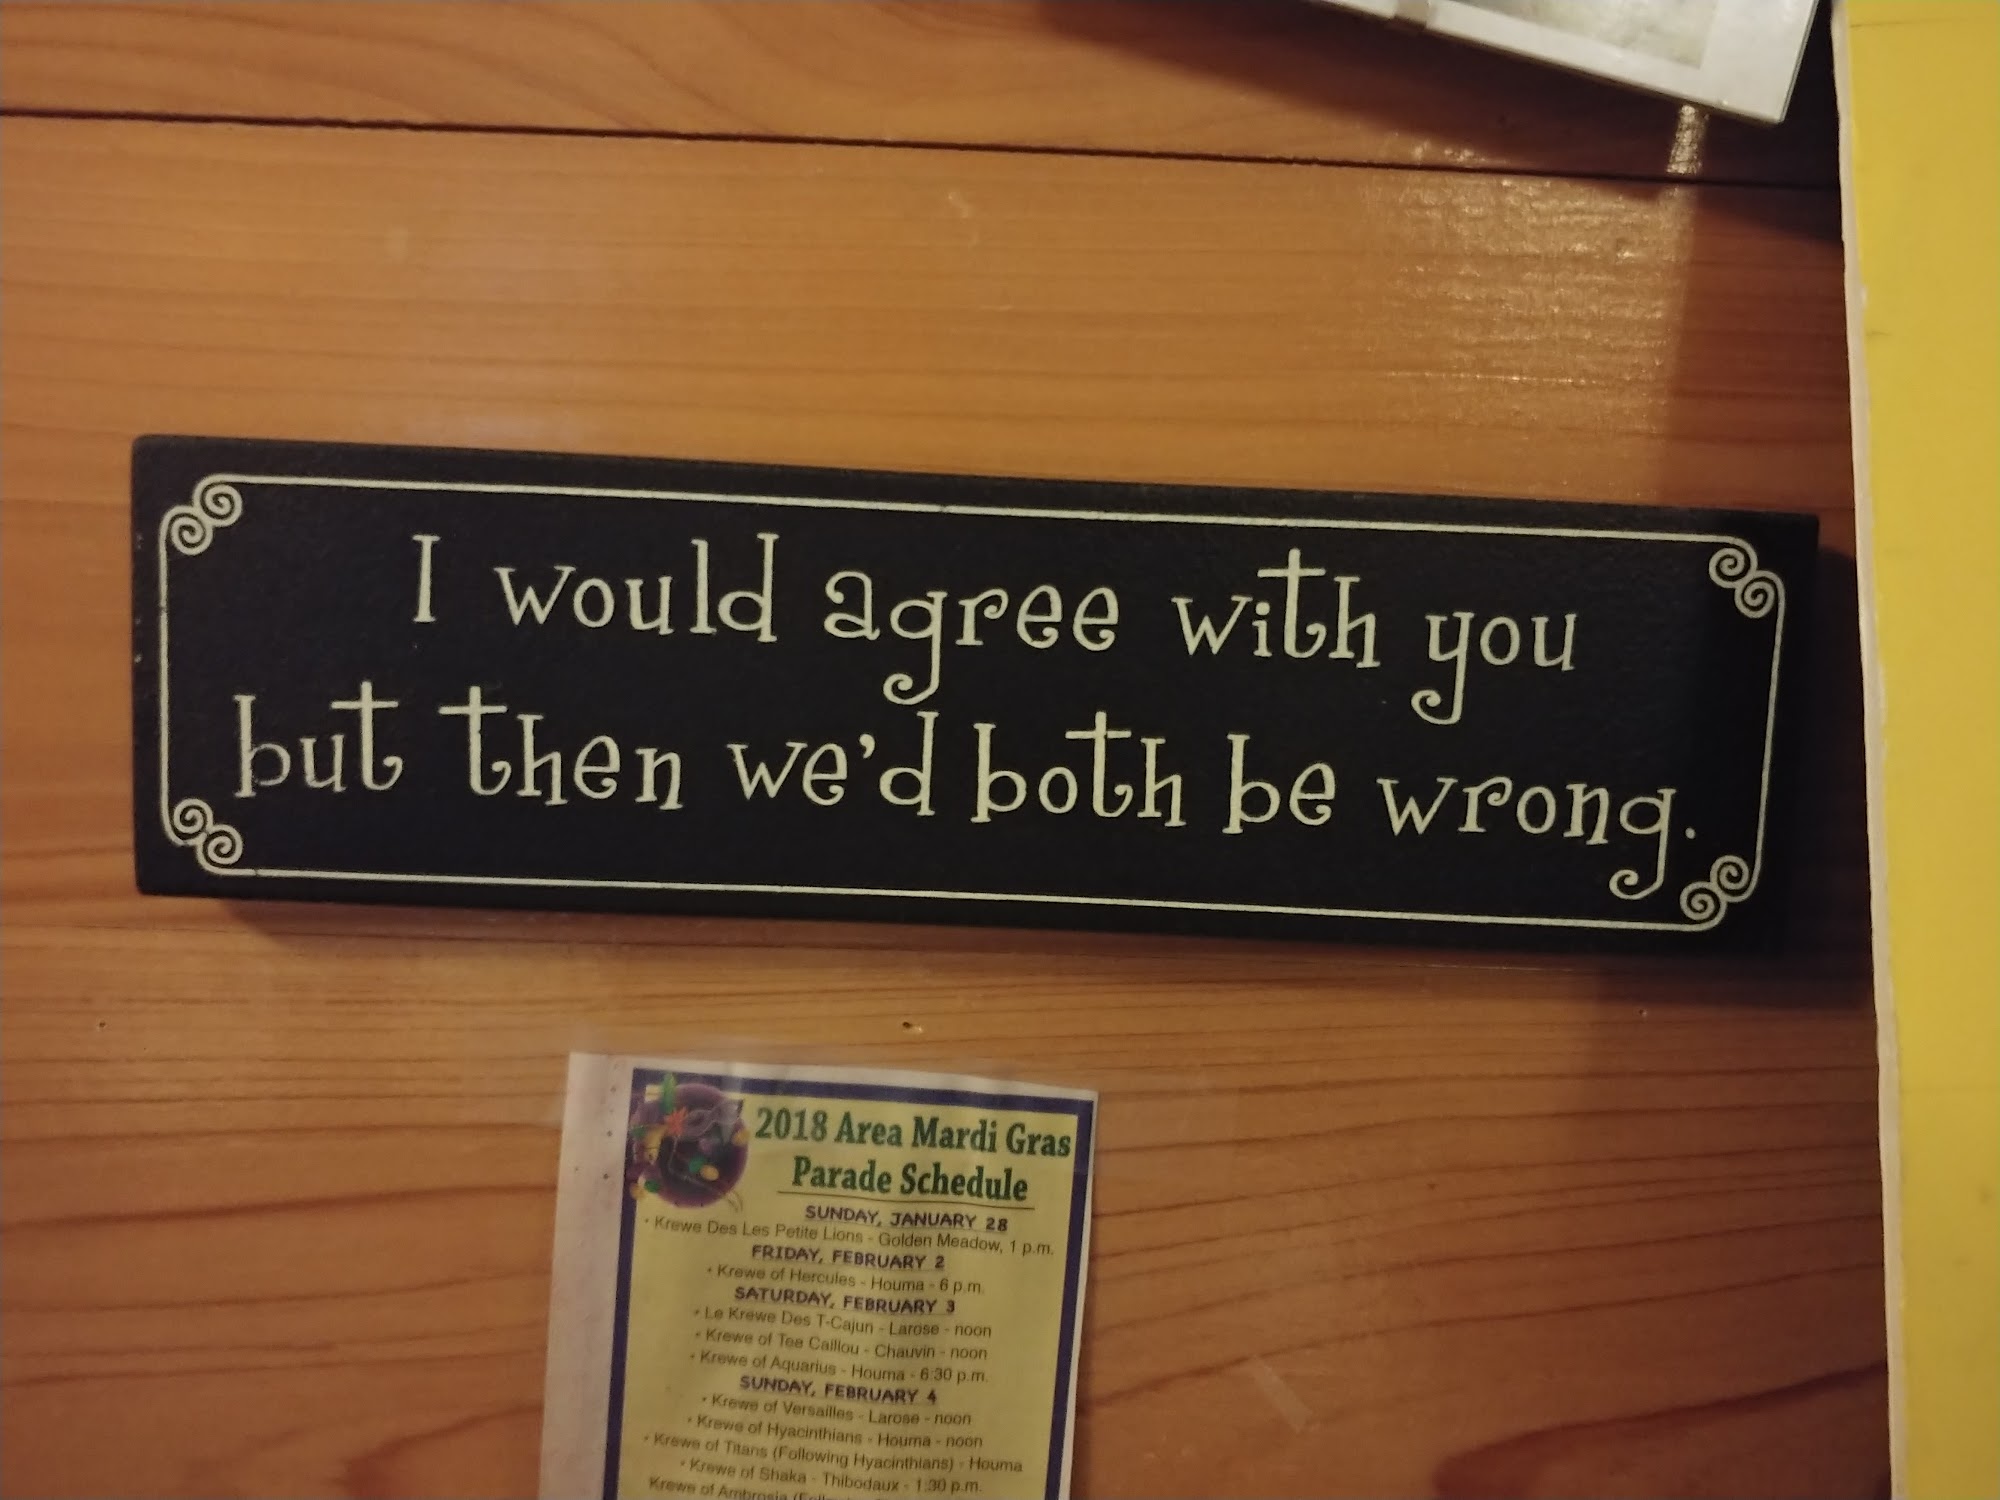 I would agree with you
but then we'd both be wrong.
2018 Area Mardi Gras
Parade Schedule
SUNDAY, JANUARY 28
• Krewe Des Les Petite Lions - Golden Meadow, 1 p.m.
FRIDAY, FEBRUARY 2
• Krewe of Hercules - Houma - 6 p.m.
SATURDAY, FEBRUARY 3
• Le Krewe Des T-Cajun - Larose - noon
• Krewe of Tee Caillou - Chauvin - noon
• Krewe of Aquarius - Houma - 6:30 p.m.
SUNDAY, FEBRUARY 4
• Krewe of Versailles - Larose - noon
• Krewe of Hyacinthians - Houma - noon
• Krewe of Titans (Following Hyacinthians) - Houma
• Krewe of Shaka - Thibodaux - 1:30 p.m.
Krewe of Ambrosia